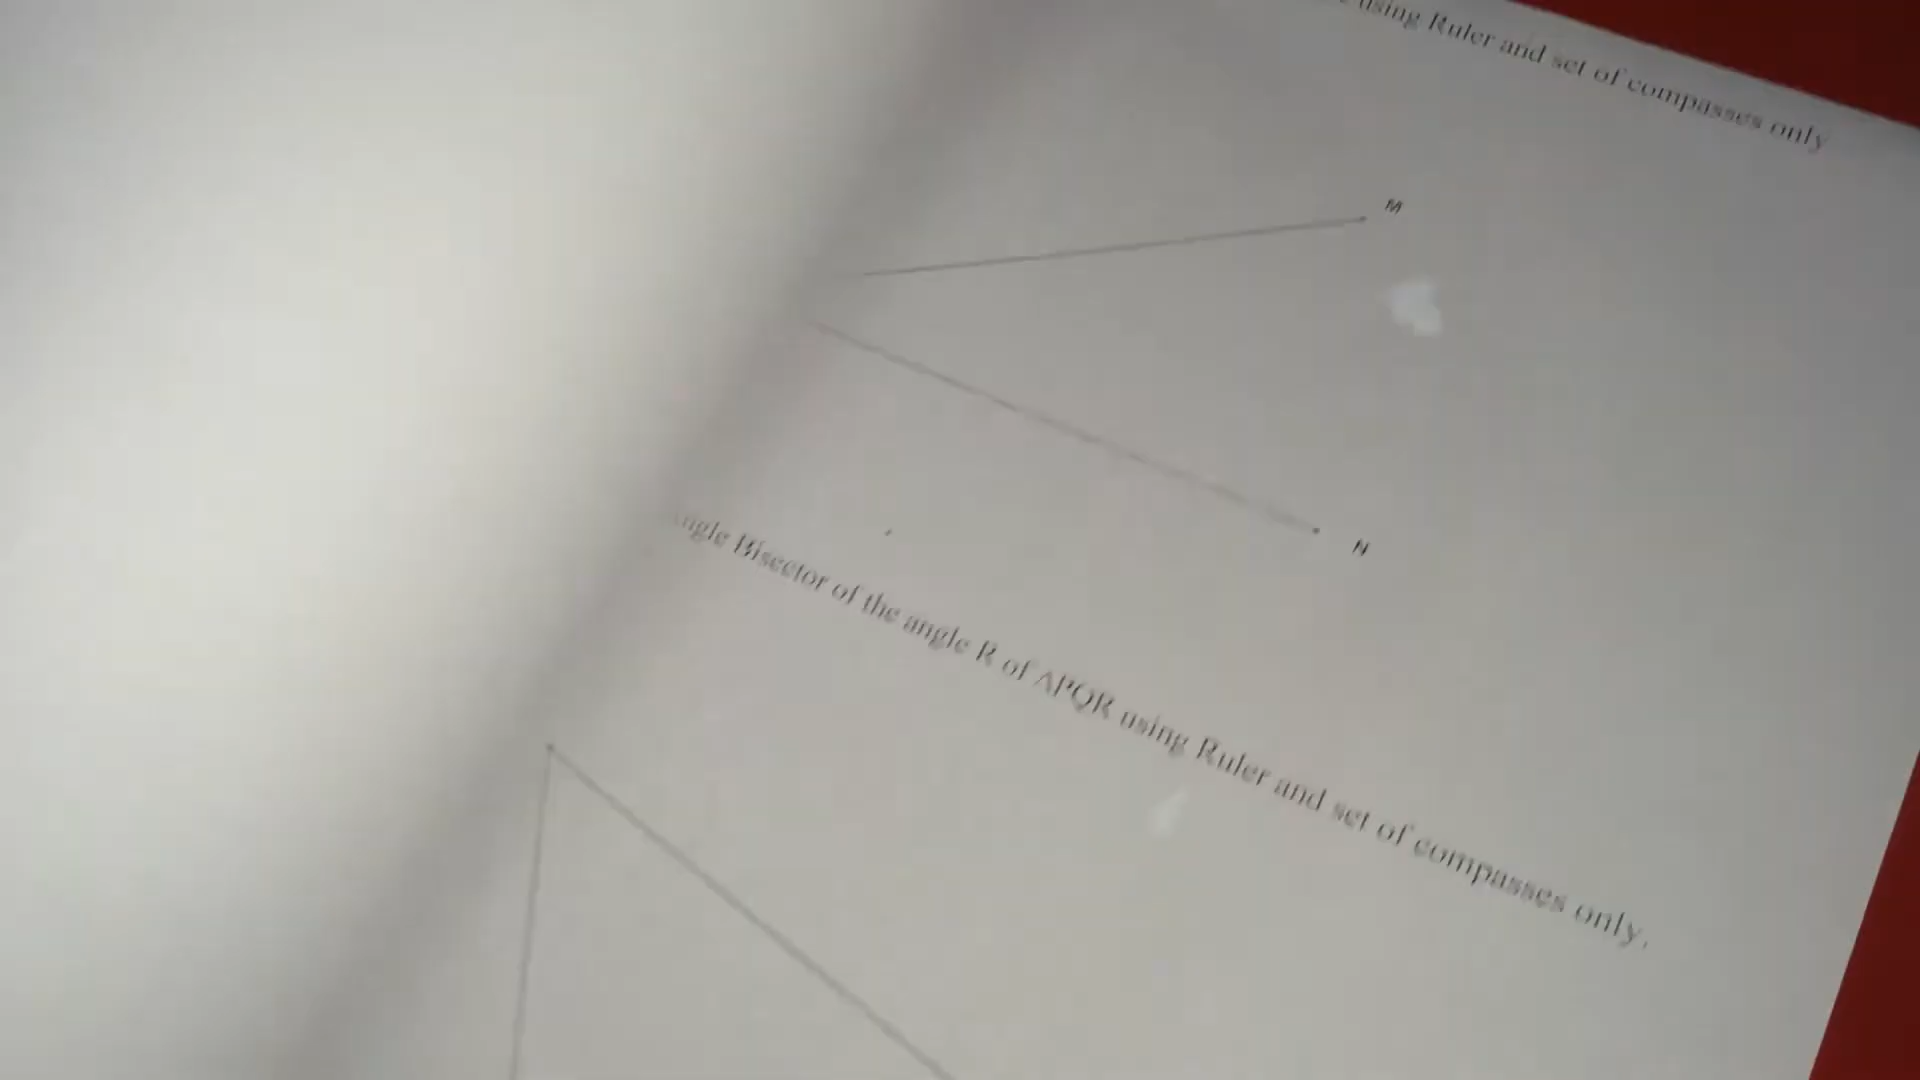 using Ruler and set of compasses only
M
N
ngle Bisector of the angle R of ΔPQR using Ruler and set of compasses only.